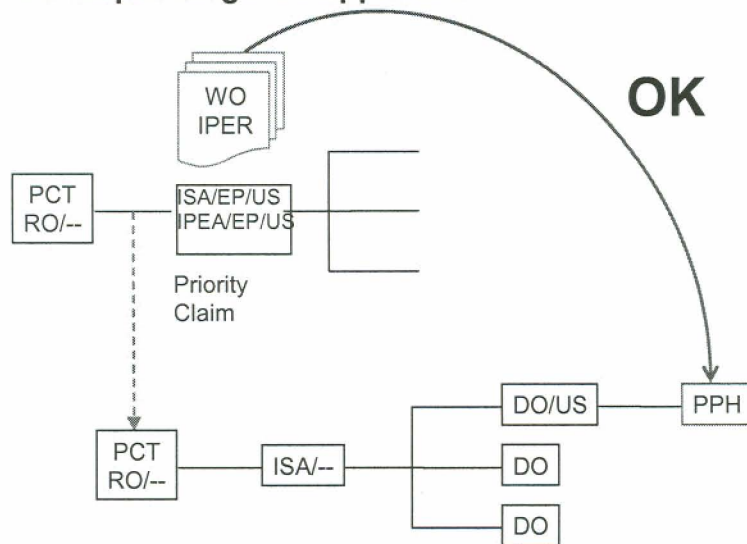 WO
IPER
OK
PCT
RO/--
ISA/EP/US
IPEA/EP/US
Priority
Claim
DO/US
PPH
PCT
RO/--
ISA/--
DO
DO